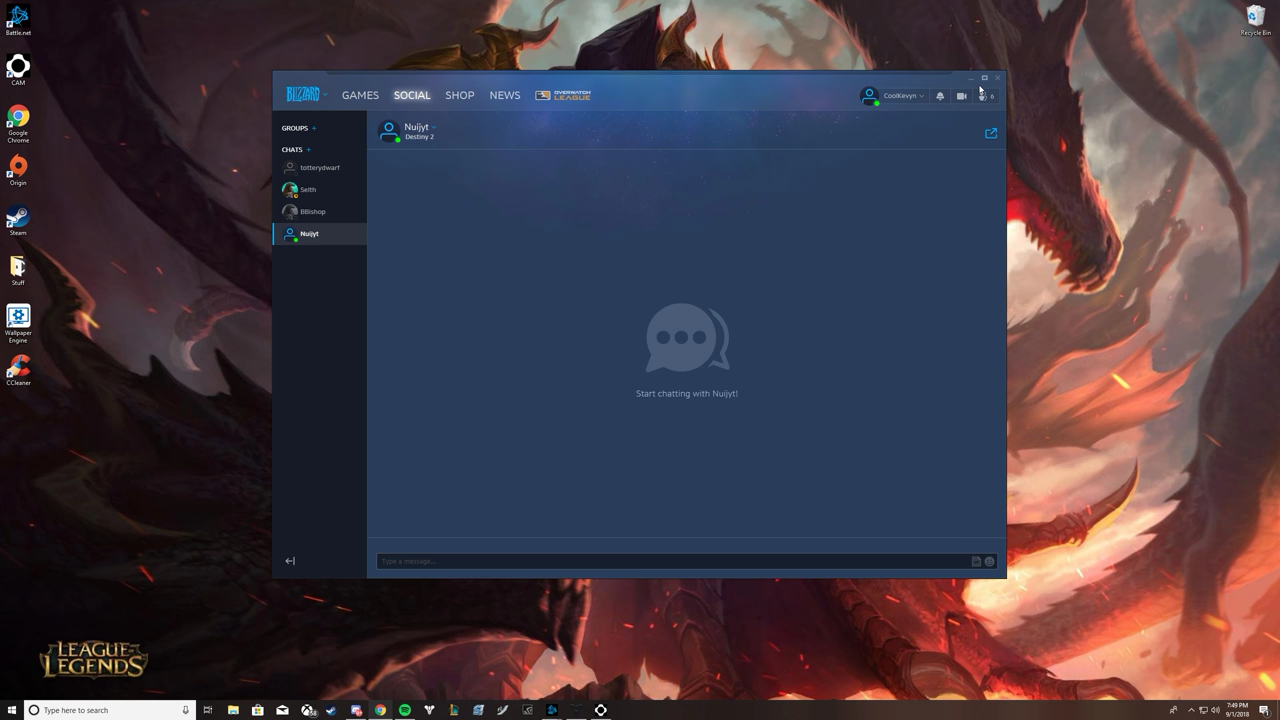 Battle.net
CAM
Google
Chrome
Origin
Steam
Stuff
Wallpaper
Engine
CCleaner
Recycle Bin
BLIZZARD
GAMES
SOCIAL
SHOP
NEWS
OVERWATCH
LEAGUE
CoolKevyn
6
GROUPS +
CHATS +
totterydwarf
Seith
BBishop
Nuijyt
Nuijyt
Destiny 2
Start chatting with Nuijyt!
Type a message...
LEAGUE
OF
LEGENDS
Type here to search
7:49 PM
9/1/2018